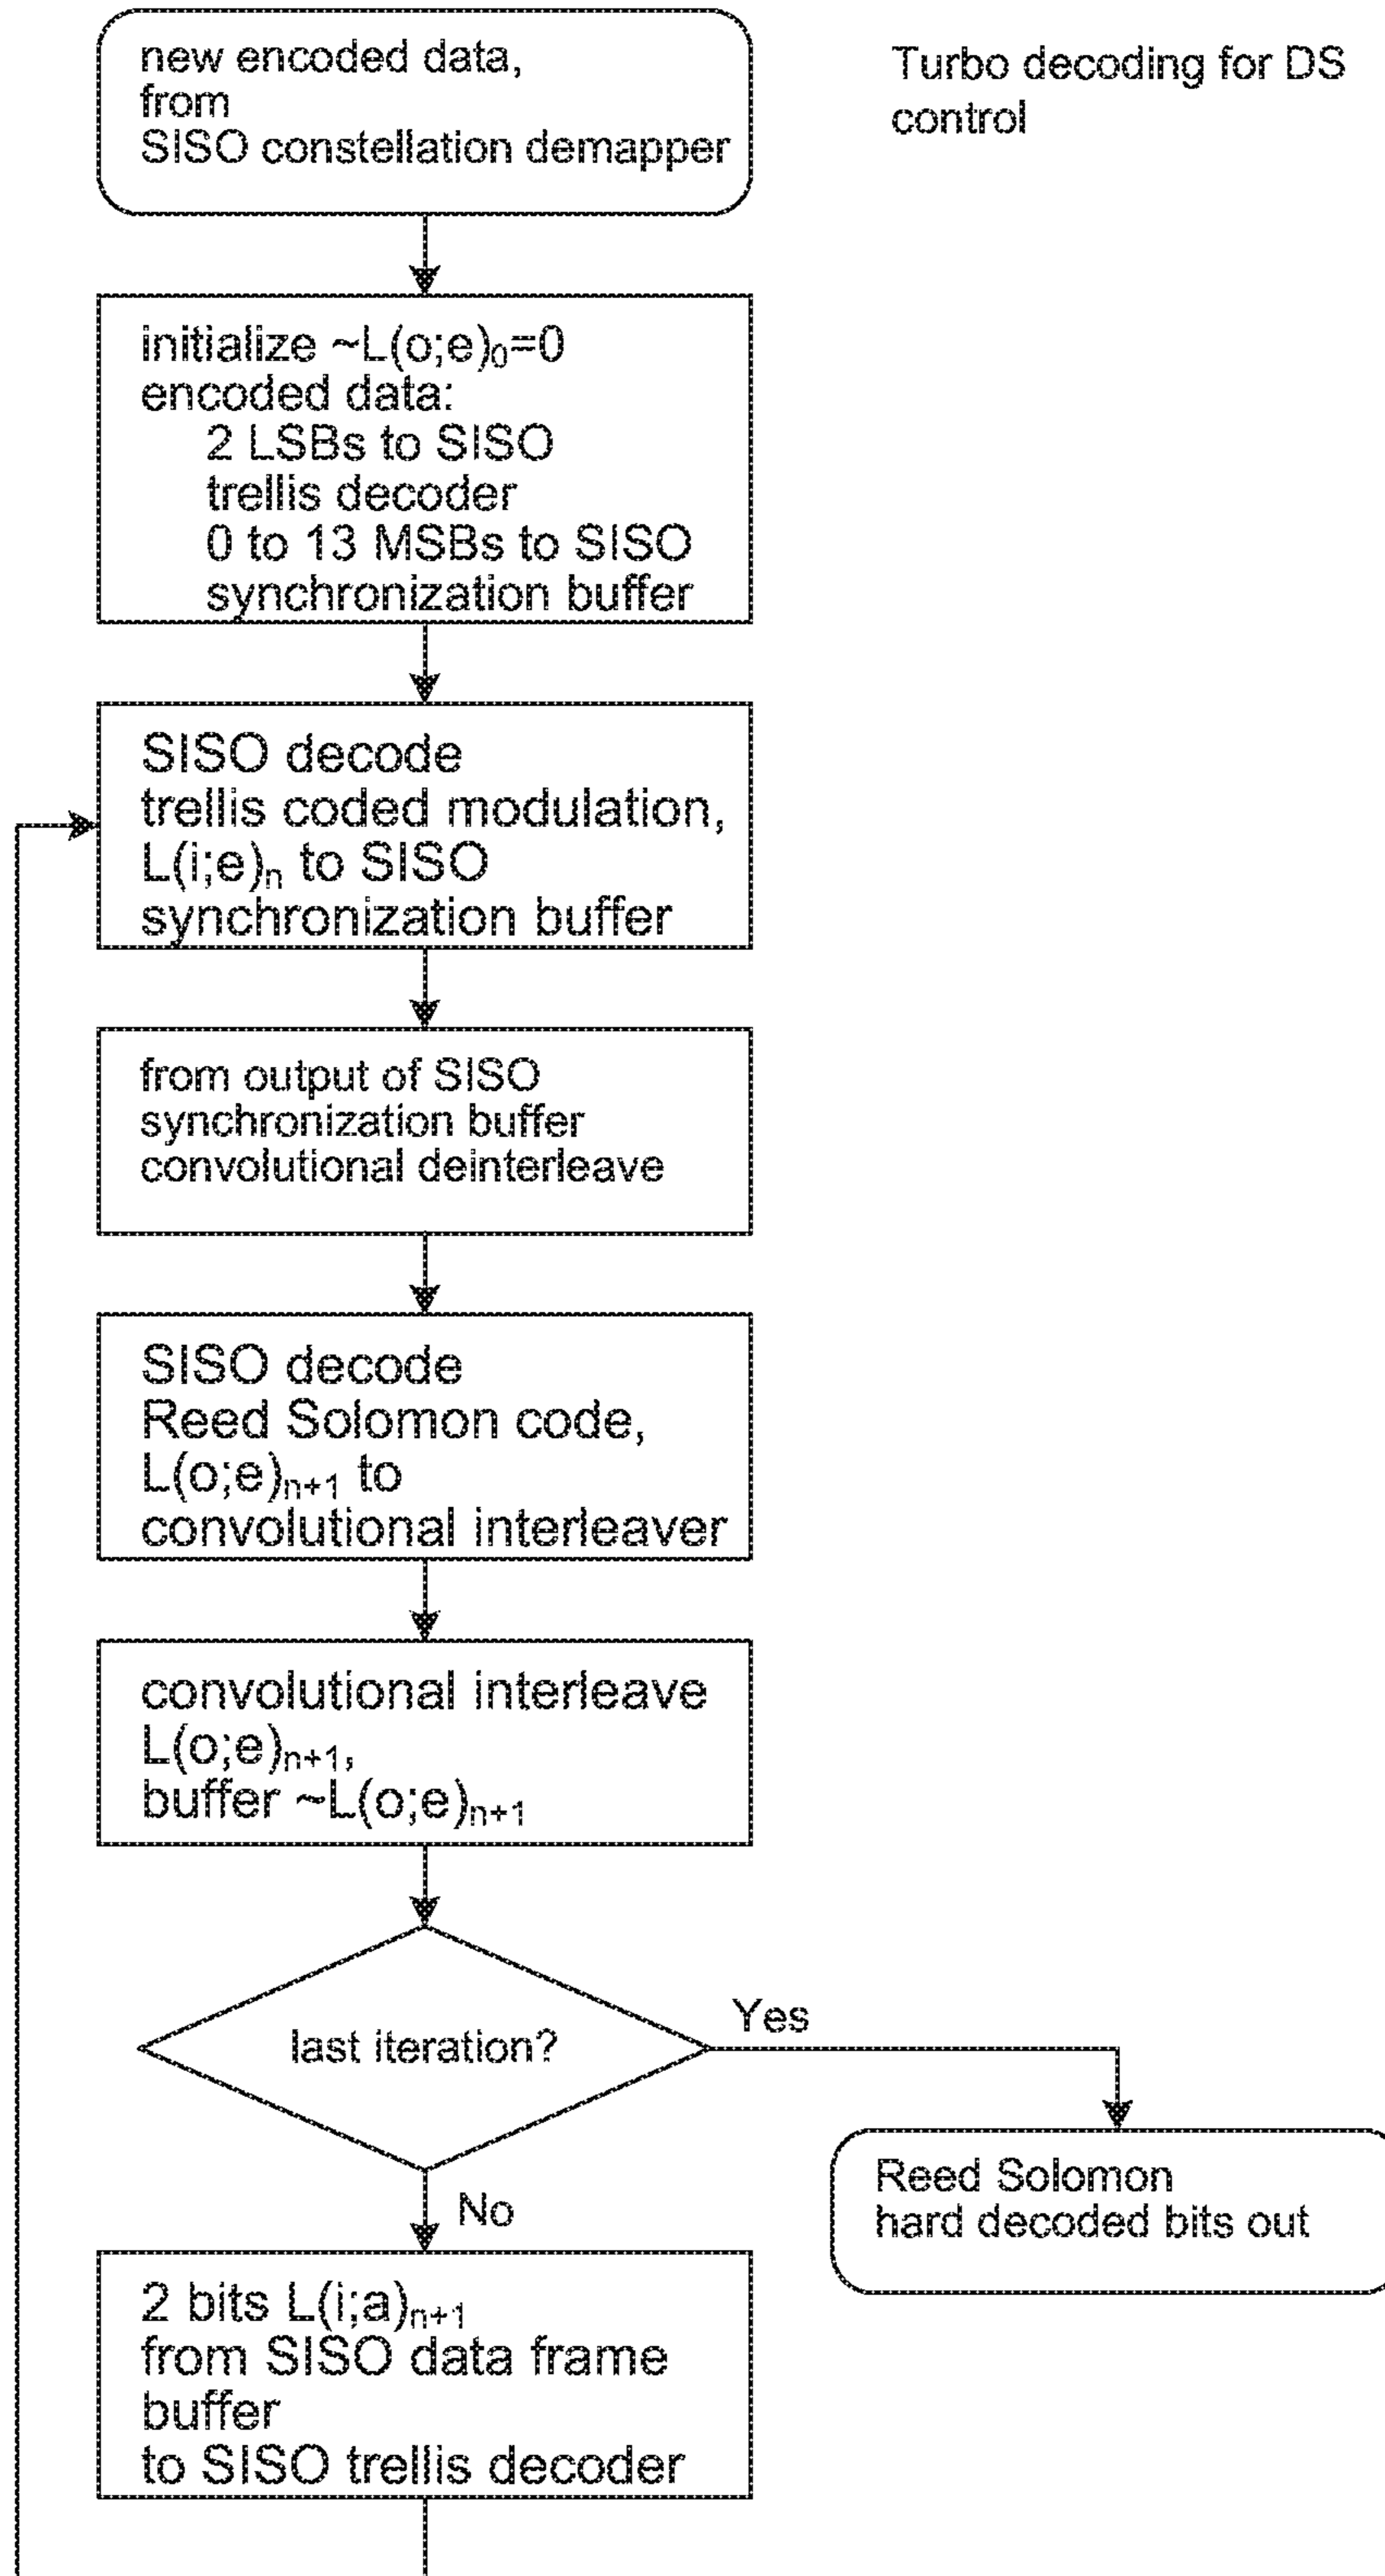 new encoded data,
from
SISO constellation demapper
Turbo decoding for DS
control
initialize ~L(o;e)₀=0
encoded data:
2 LSBs to SISO
trellis decoder
0 to 13 MSBs to SISO
synchronization buffer
SISO decode
trellis coded modulation,
L(i;e)ₙ to SISO
synchronization buffer
from output of SISO
synchronization buffer
convolutional deinterleave
SISO decode
Reed Solomon code,
L(o;e)ₙ₊₁ to
convolutional interleaver
convolutional interleave
L(o;e)ₙ₊₁,
buffer ~L(o;e)ₙ₊₁
last iteration?
Yes
No
Reed Solomon
hard decoded bits out
2 bits L(i;a)ₙ₊₁
from SISO data frame
buffer
to SISO trellis decoder